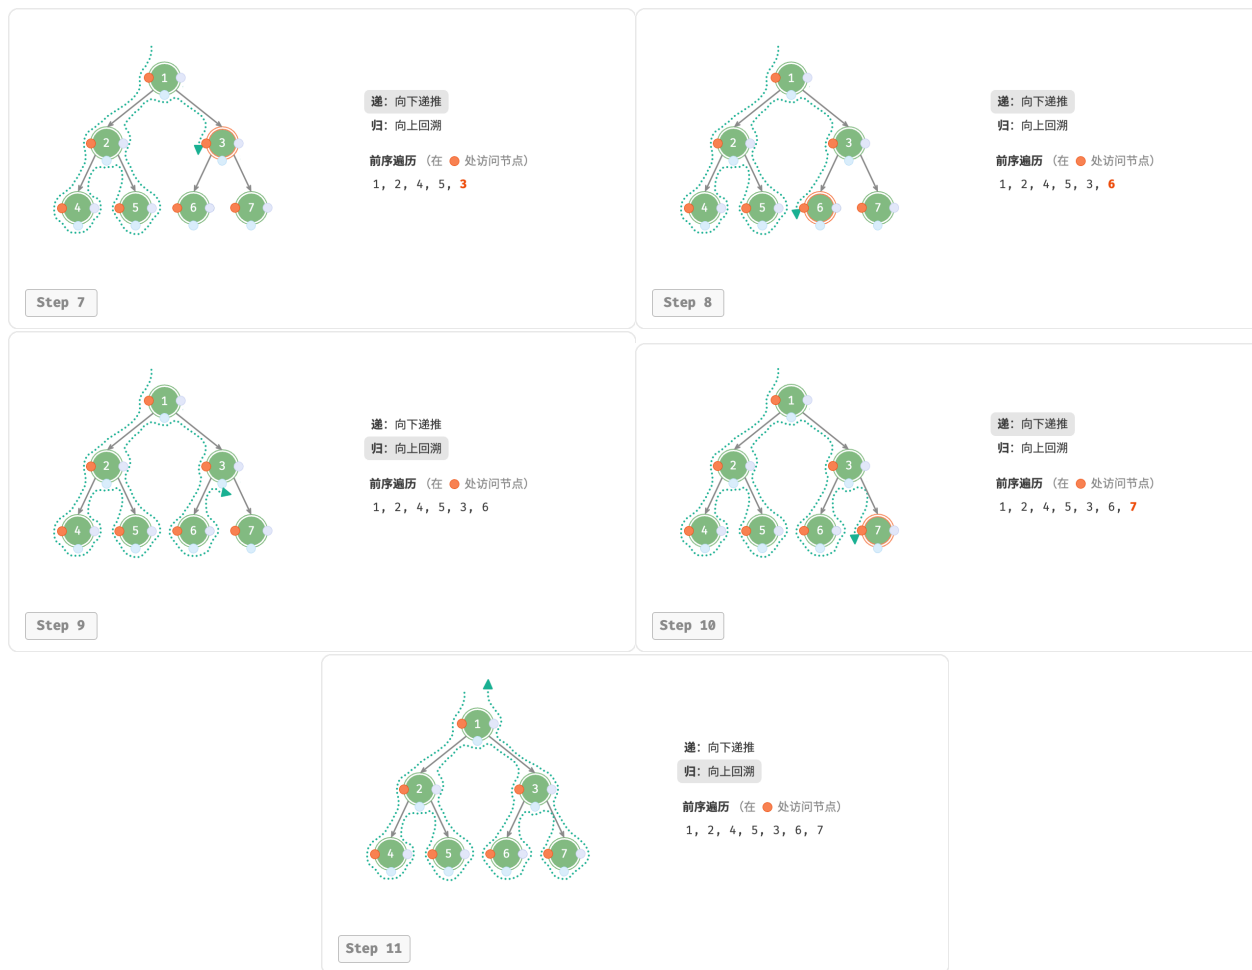 1
2
3
4
5
6
7
递：向下递推
归：向上回溯
前序遍历（在 处访问节点）
1, 2, 4, 5, 3
Step 7
1
2
3
4
5
6
7
递：向下递推
归：向上回溯
前序遍历（在 处访问节点）
1, 2, 4, 5, 3, 6
Step 8
1
2
3
4
5
6
7
递：向下递推
归：向上回溯
前序遍历（在 处访问节点）
1, 2, 4, 5, 3, 6
Step 9
1
2
3
4
5
6
7
递：向下递推
归：向上回溯
前序遍历（在 处访问节点）
1, 2, 4, 5, 3, 6, 7
Step 10
1
2
3
4
5
6
7
递：向下递推
归：向上回溯
前序遍历（在 处访问节点）
1, 2, 4, 5, 3, 6, 7
Step 11